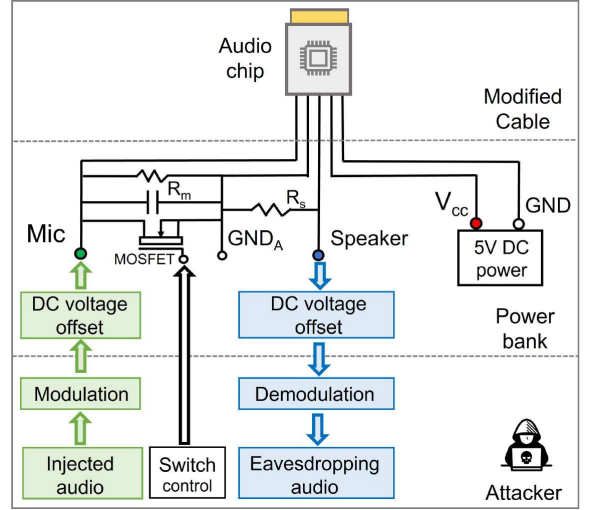 Audio
chip
Modified
Cable
Rm
Rs
Mic
MOSFET
GNDA
Speaker
Vcc
GND
5V DC
power
DC voltage
offset
DC voltage
offset
Power
bank
Modulation
Demodulation
Injected
audio
Switch
control
Eavesdropping
audio
Attacker